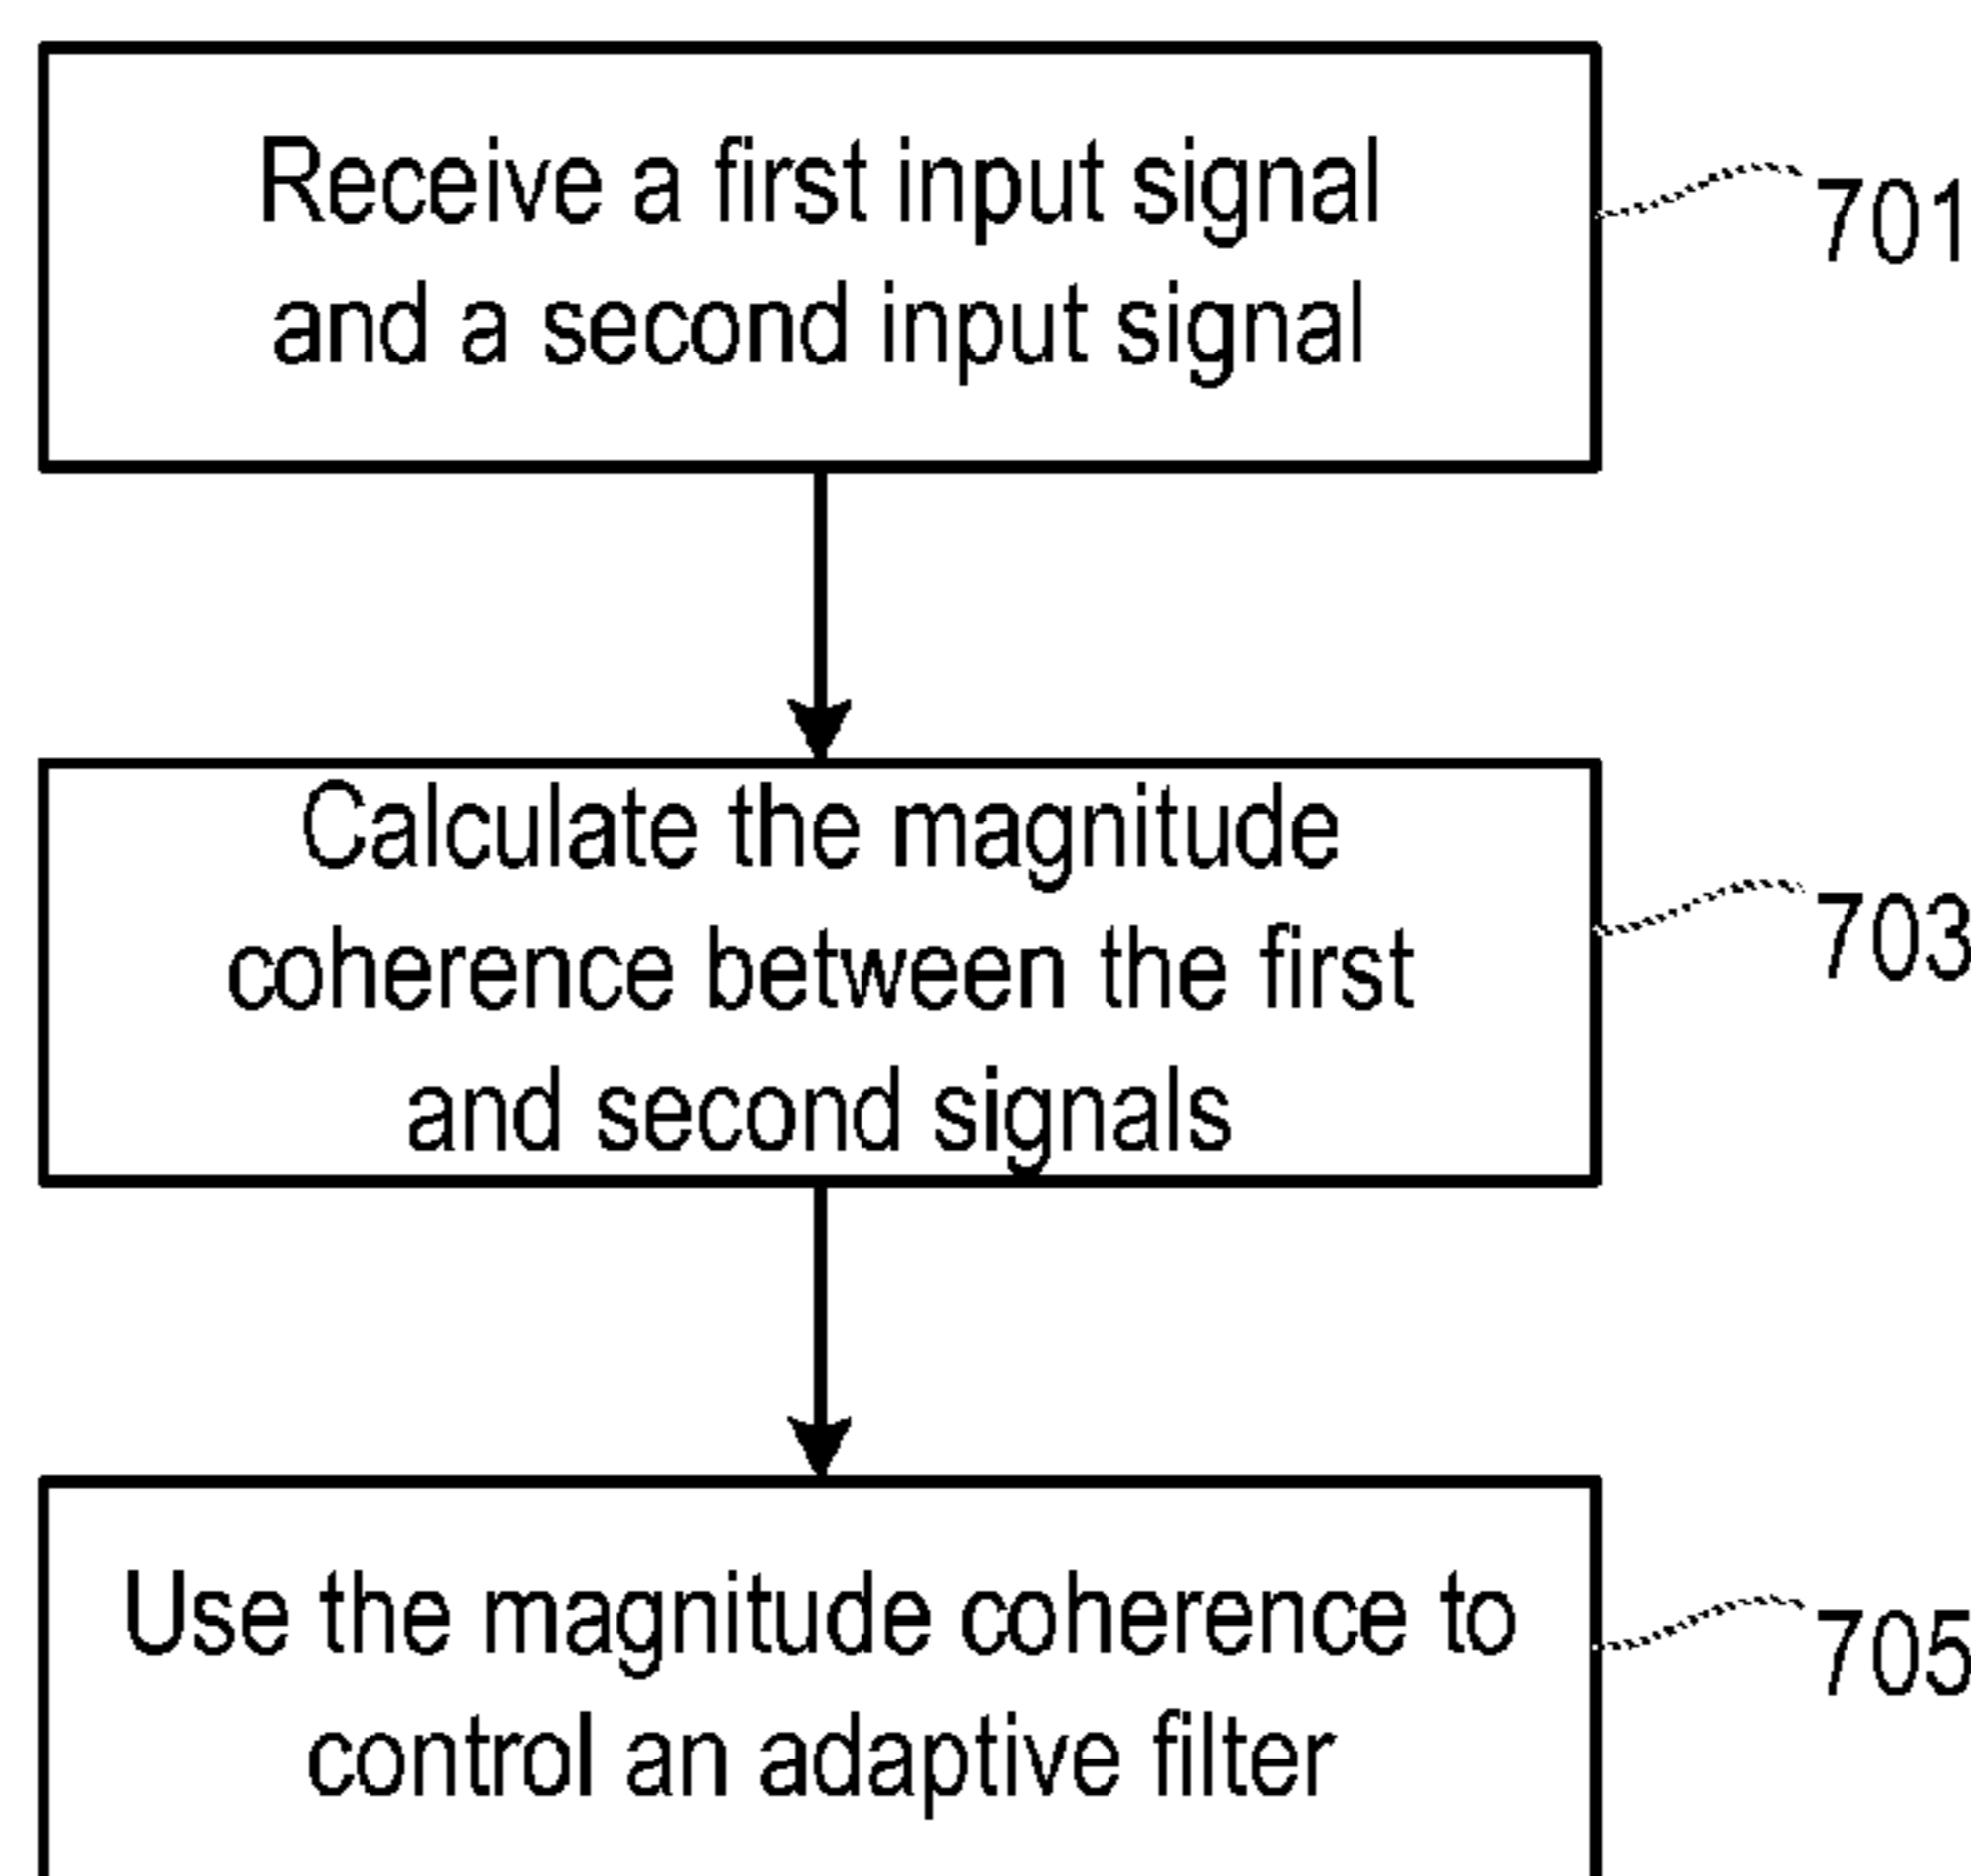 Receive a first input signal
and a second input signal
701
Calculate the magnitude
coherence between the first
and second signals
703
Use the magnitude coherence to
control an adaptive filter
705